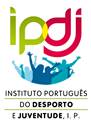 ipdj
INSTITUTO PORTUGUÊS
DO DESPORTO
E JUVENTUDE, I. P.